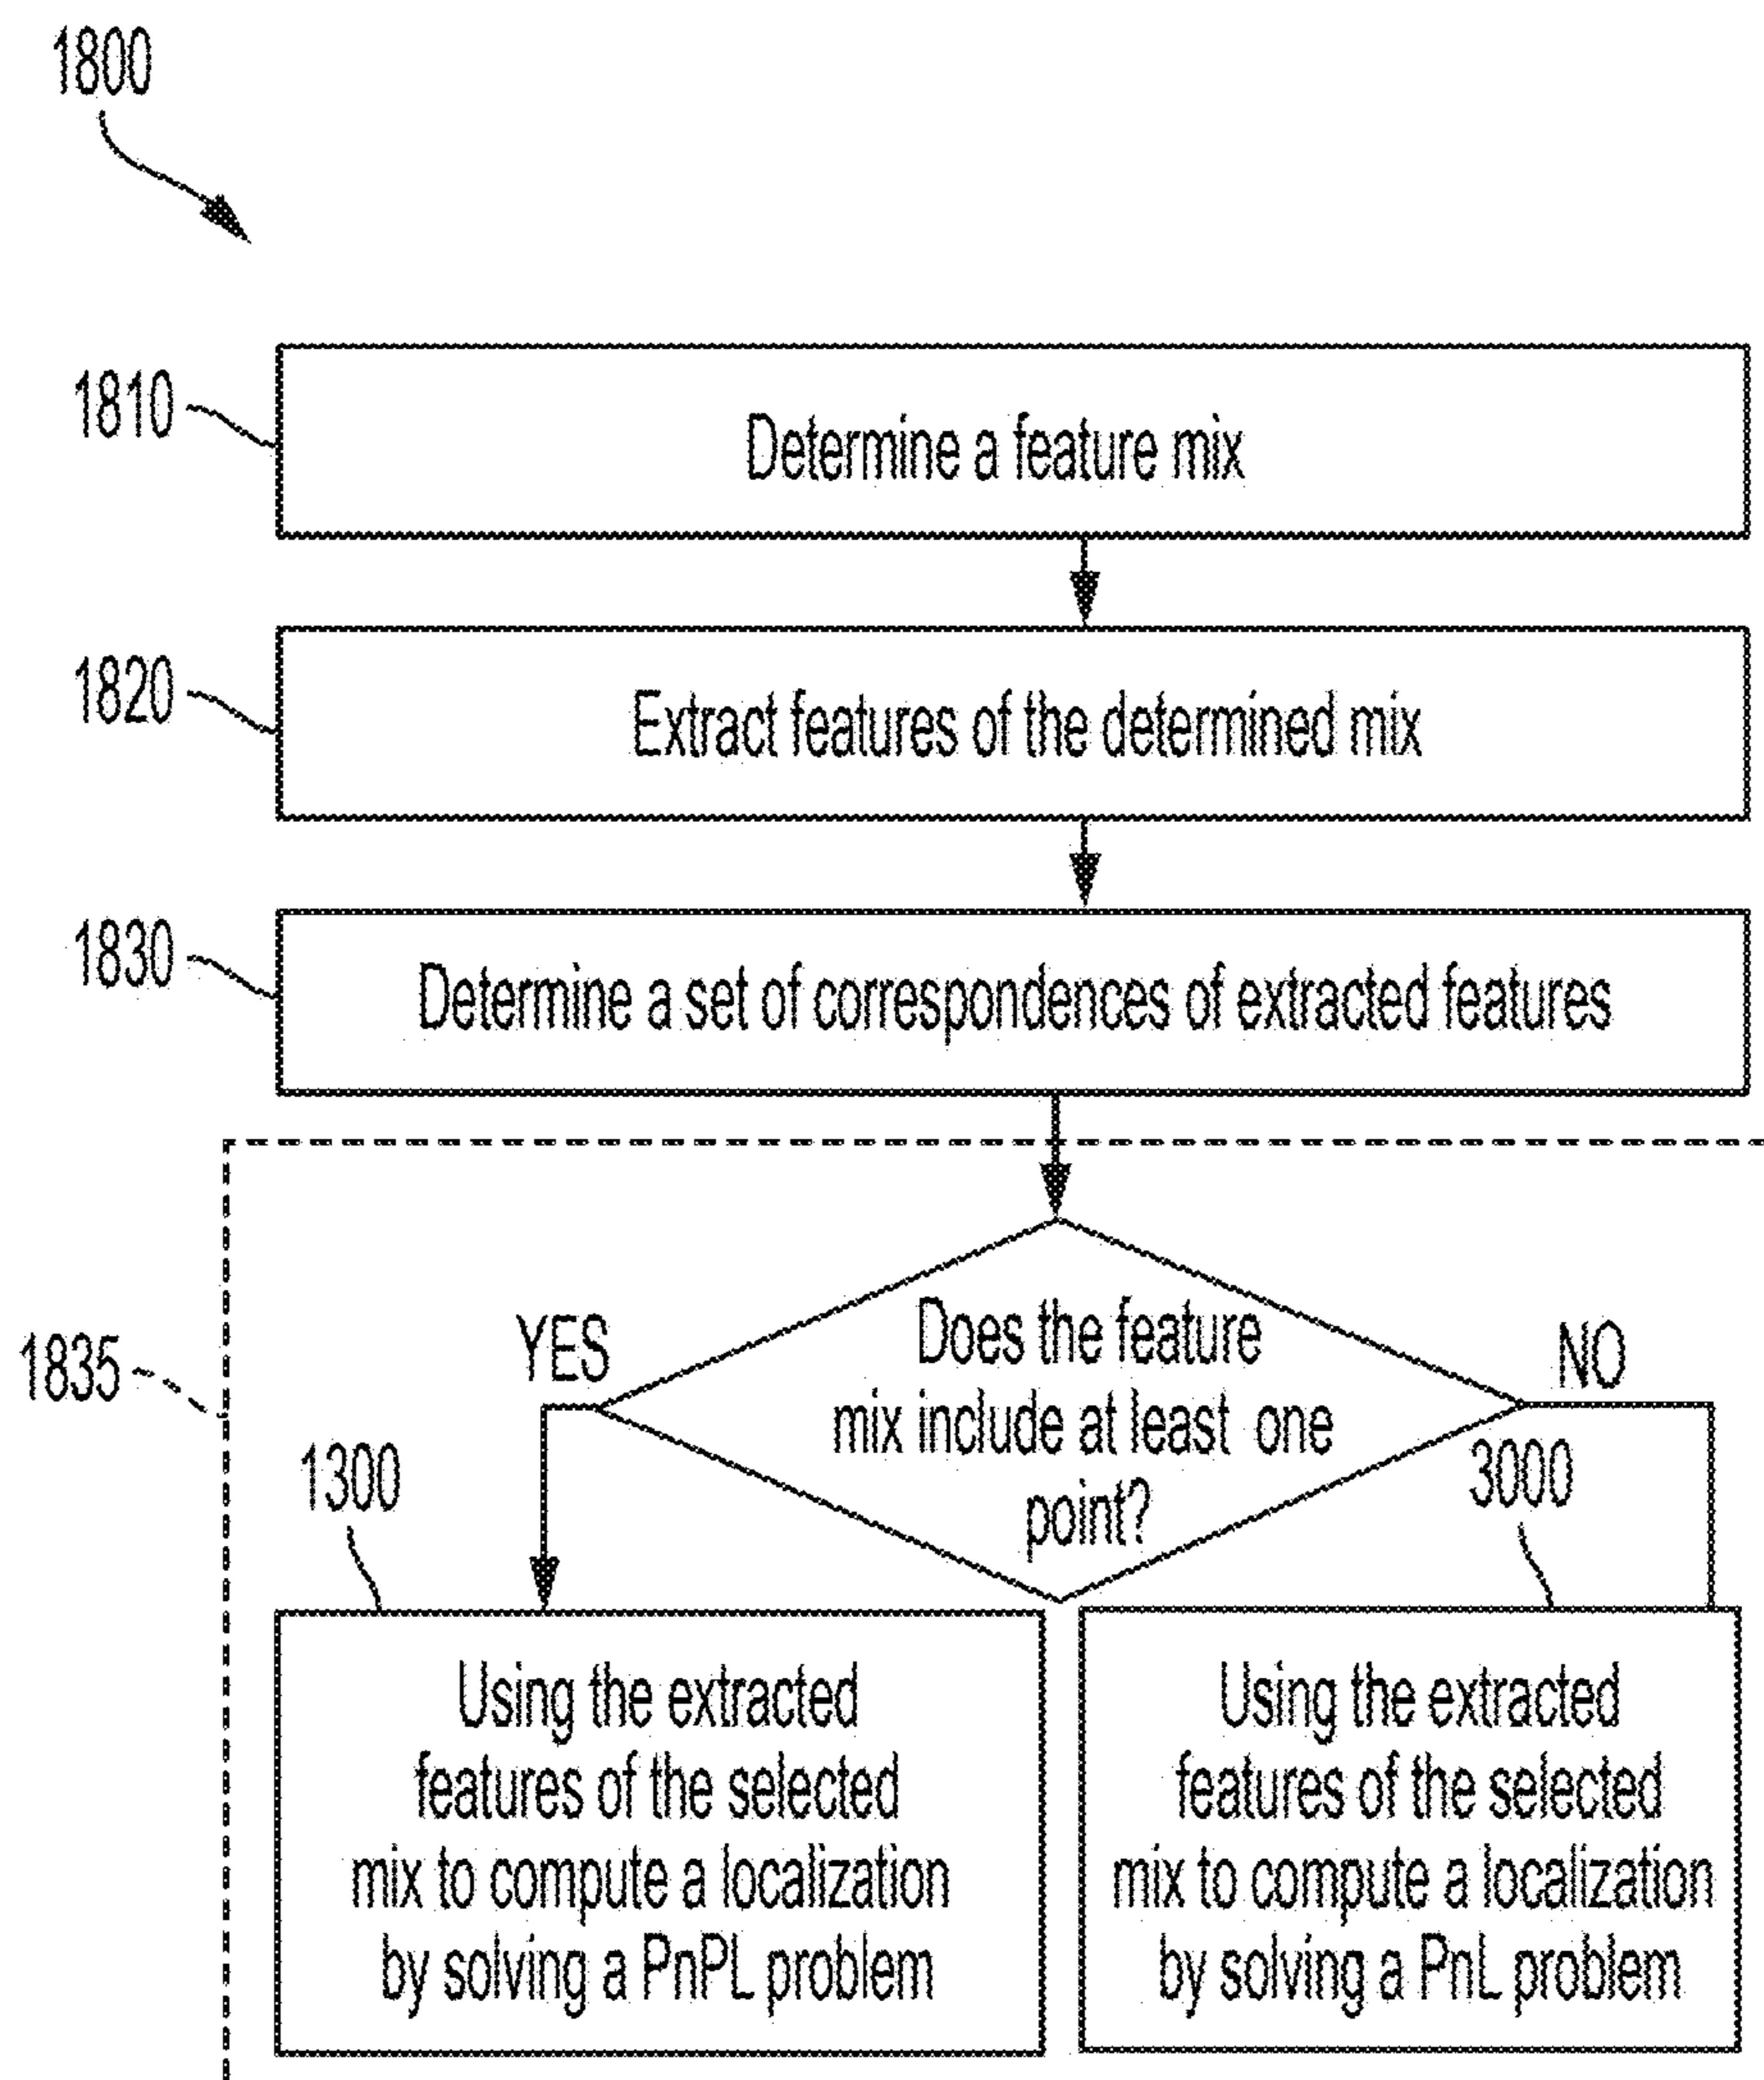 1800
1810
Determine a feature mix
1820
Extract features of the determined mix
1830
Determine a set of correspondences of extracted features
1835
YES
Does the feature
mix include at least one
point?
NO
1300
3000
Using the extracted
features of the selected
mix to compute a localization
by solving a PnPL problem
Using the extracted
features of the selected
mix to compute a localization
by solving a PnL problem